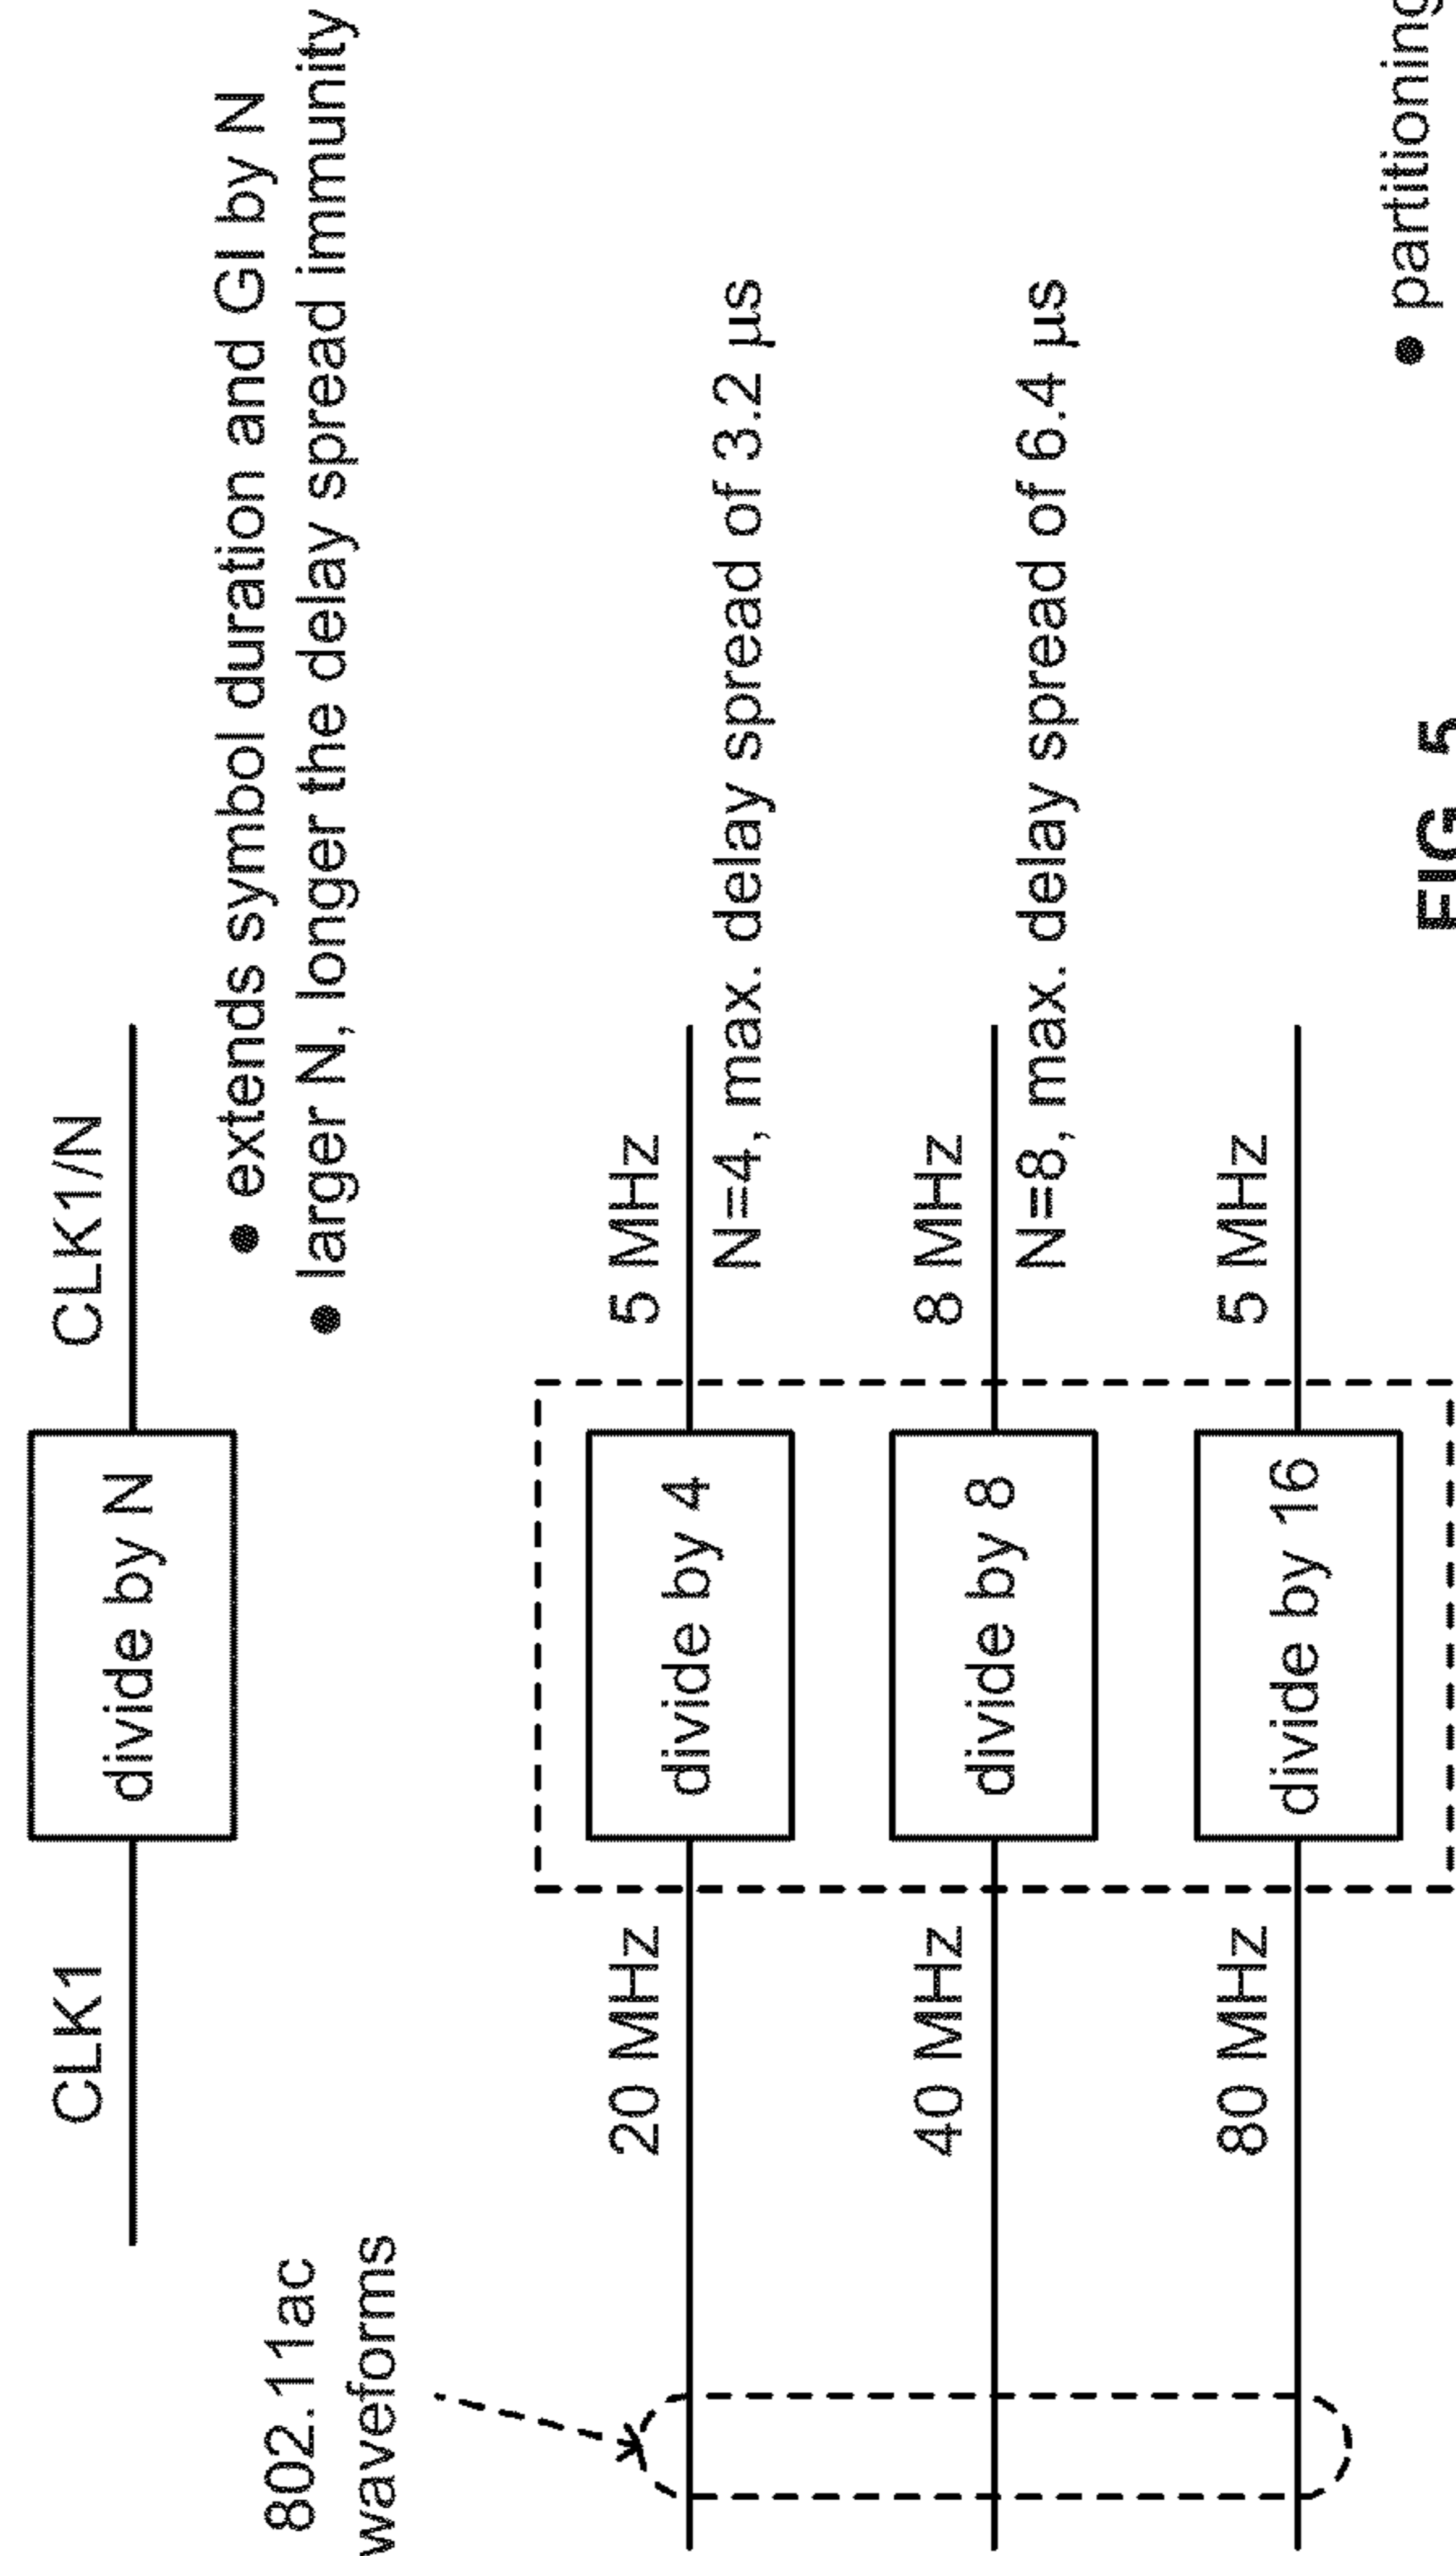 CLK1
divide by N
CLK1/N
● extends symbol duration and GI by N
● larger N, longer the delay spread immunity
802.11ac
waveforms
20 MHz
divide by 4
5 MHz
N=4, max. delay spread of 3.2 µs
40 MHz
divide by 8
8 MHz
N=8, max. delay spread of 6.4 µs
80 MHz
divide by 16
5 MHz
● partitioning
FIG. 5